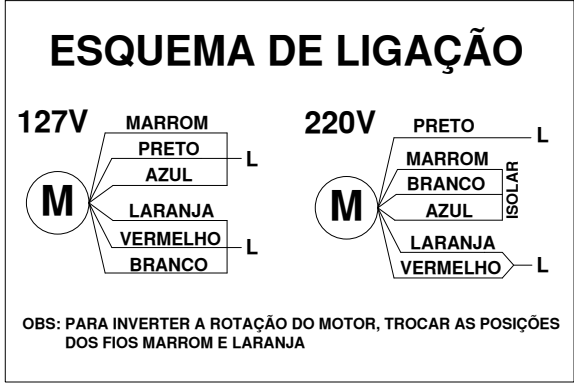 ESQUEMA DE LIGAÇÃO
127V
MARROM
PRETO
L
AZUL
M
LARANJA
VERMELHO
L
BRANCO
220V
PRETO
L
MARROM
BRANCO
AZUL
ISOLAR
M
LARANJA
VERMELHO
L
OBS: PARA INVERTER A ROTAÇÃO DO MOTOR, TROCAR AS POSIÇÕES
DOS FIOS MARROM E LARANJA